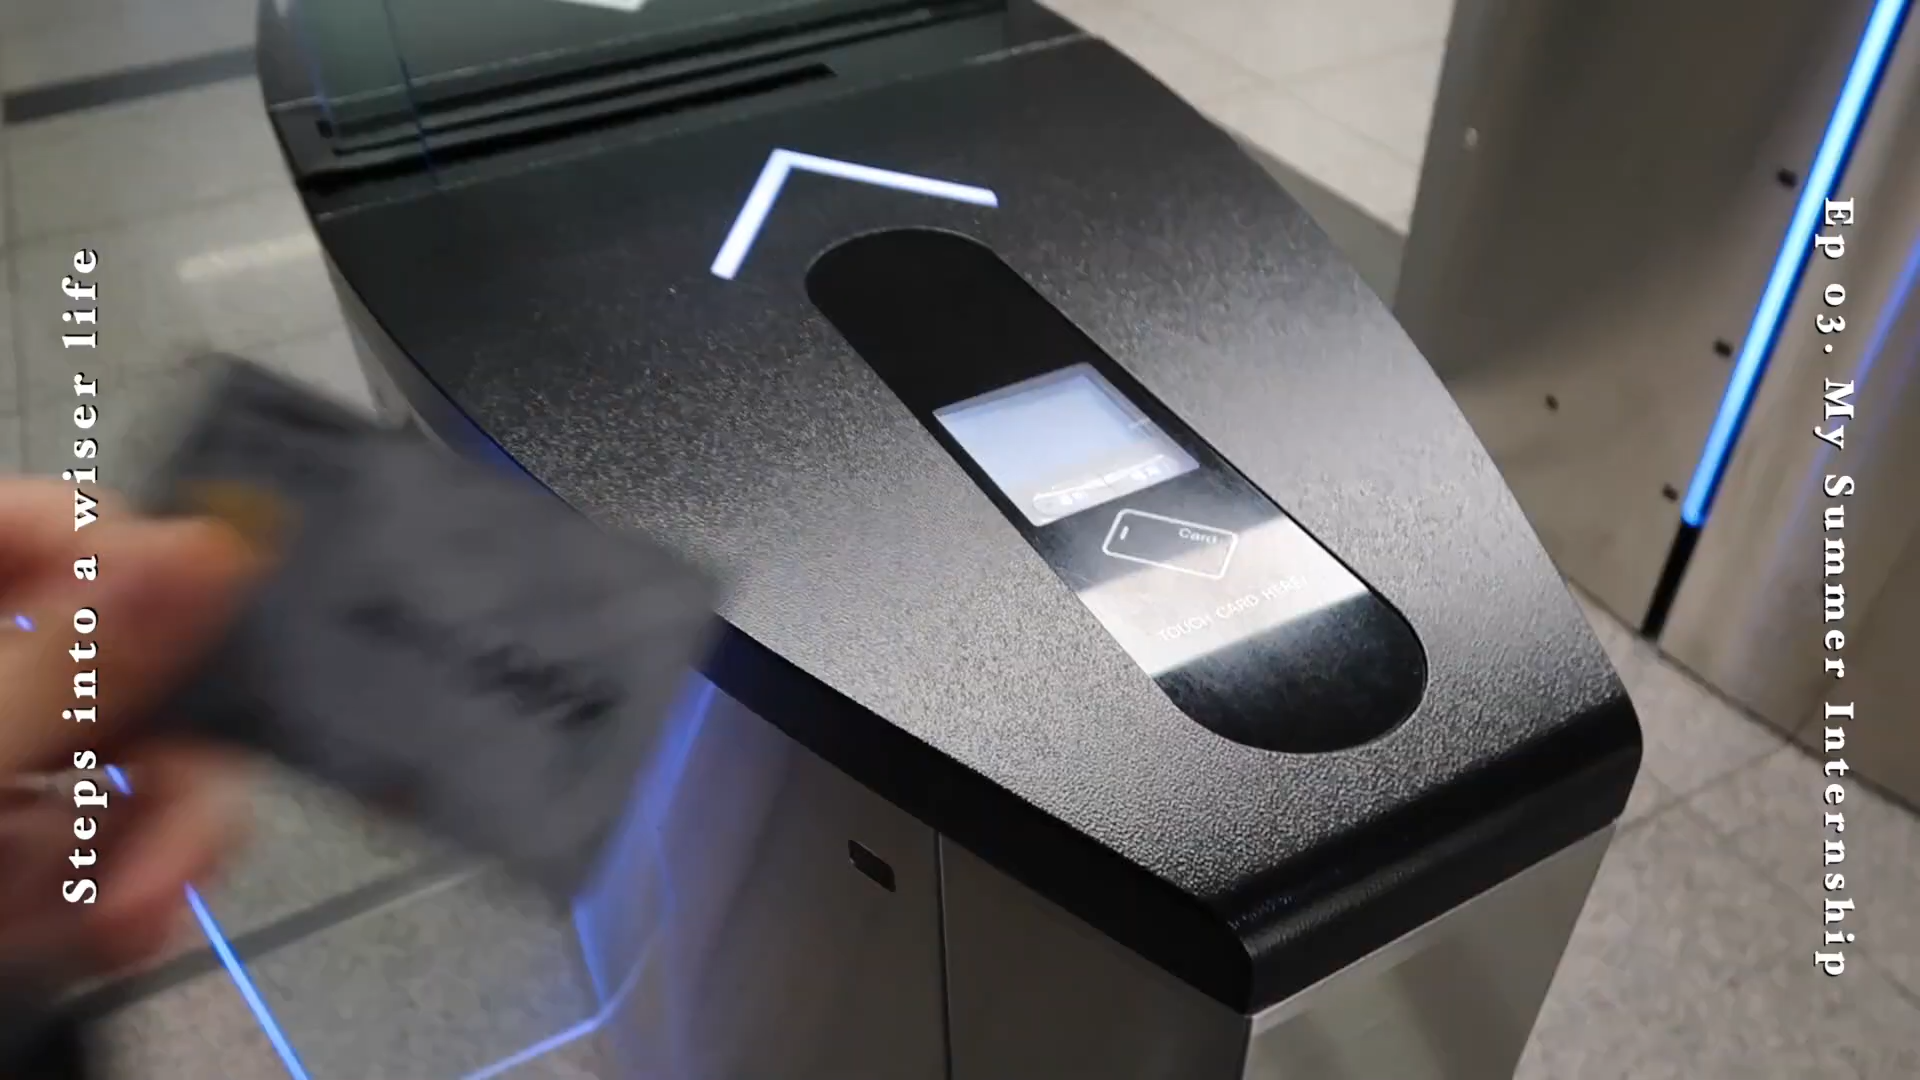 Steps into a wiser life
Ep 03. My Summer Internship
Card
TOUCH CARD HERE!